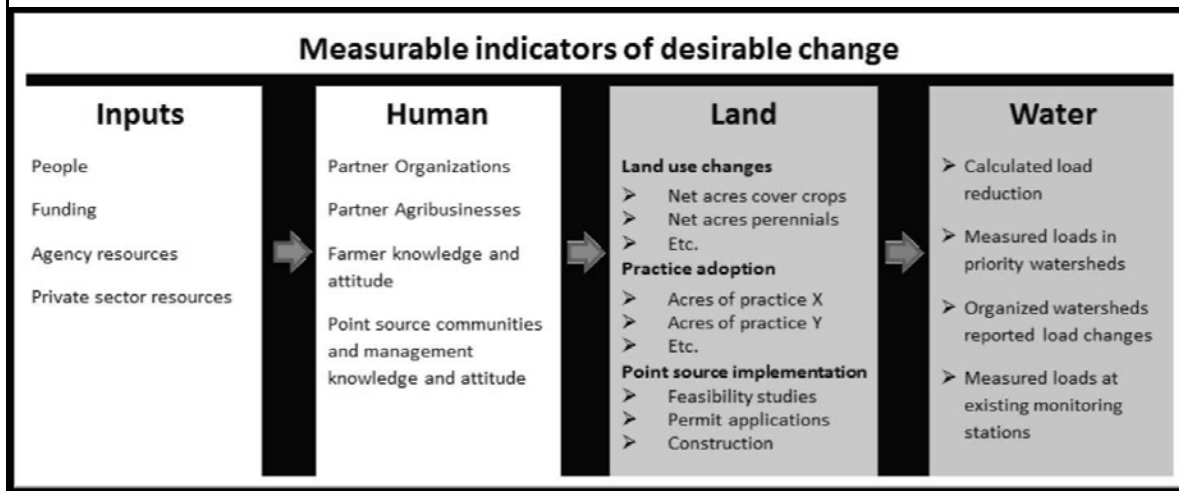 Measurable indicators of desirable change
Inputs
People
Funding
Agency resources
Private sector resources
Human
Partner Organizations
Partner Agribusinesses
Farmer knowledge and
attitude
Point source communities
and management
knowledge and attitude
Land
Land use changes
➢ Net acres cover crops
➢ Net acres perennials
➢ Etc.
Practice adoption
➢ Acres of practice X
➢ Acres of practice Y
➢ Etc.
Point source implementation
➢ Feasibility studies
➢ Permit applications
➢ Construction
Water
➢ Calculated load
reduction
➢ Measured loads in
priority watersheds
➢ Organized watersheds
reported load changes
➢ Measured loads at
existing monitoring
stations